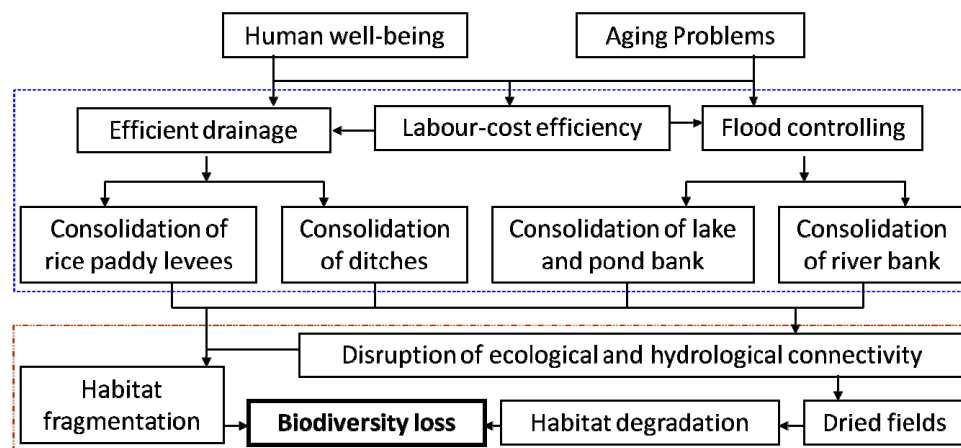 Human well-being
Aging Problems
Efficient drainage
Labour-cost efficiency
Flood controlling
Consolidation of
rice paddy levees
Consolidation
of ditches
Consolidation of lake
and pond bank
Consolidation
of river bank
Disruption of ecological and hydrological connectivity
Habitat
fragmentation
Biodiversity loss
Habitat degradation
Dried fields